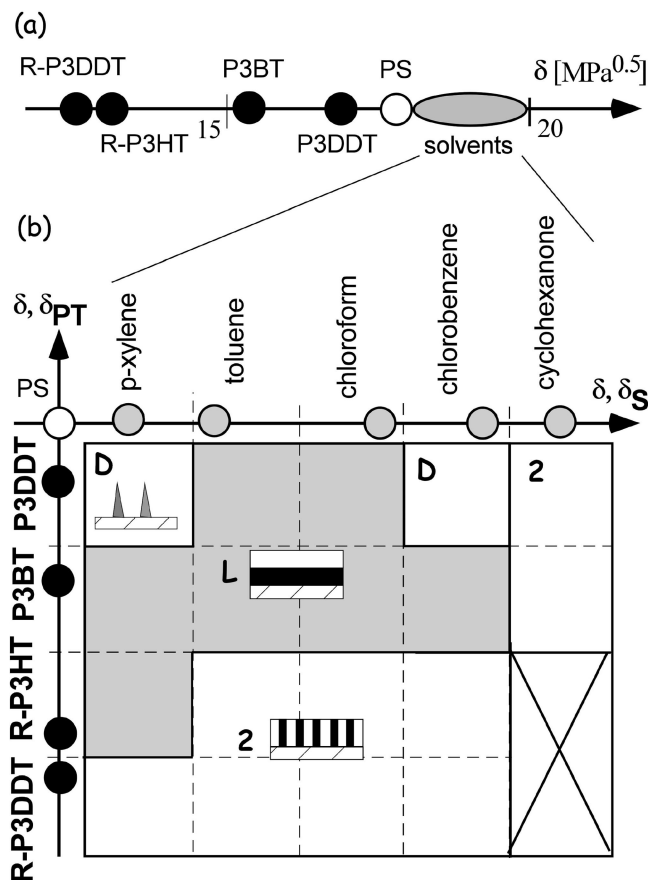 (a)
R-P3DDT P3BT PS δ [MPa0.5]
R-P3HT 15 P3DDT solvents 20
(b)
p-xylene toluene chloroform chlorobenzene cyclohexanone
δ, δPT
PS
δ, δS
P3DDT D D 2
P3BT L
R-P3HT 2
R-P3DDT